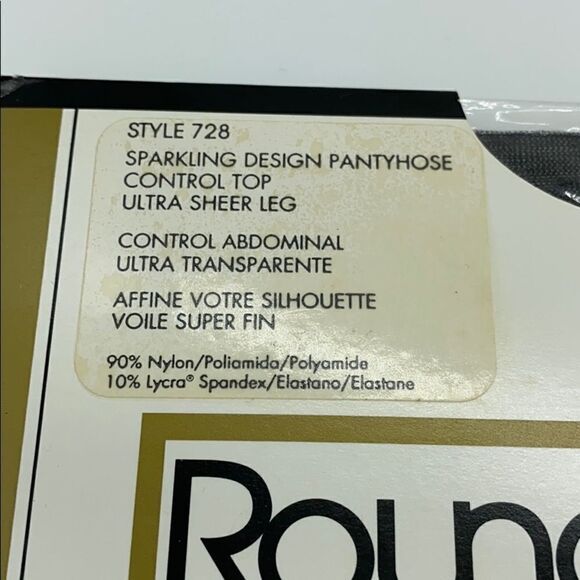 STYLE 728
SPARKLING DESIGN PANTYHOSE
CONTROL TOP
ULTRA SHEER LEG
CONTROL ABDOMINAL
ULTRA TRANSPARENTE
AFFINE VOTRE SILHOUETTE
VOILE SUPER FIN
90% Nylon/Poliamida/Polyamide
10% Lycra® Spandex/Elastano/Elastane
Round